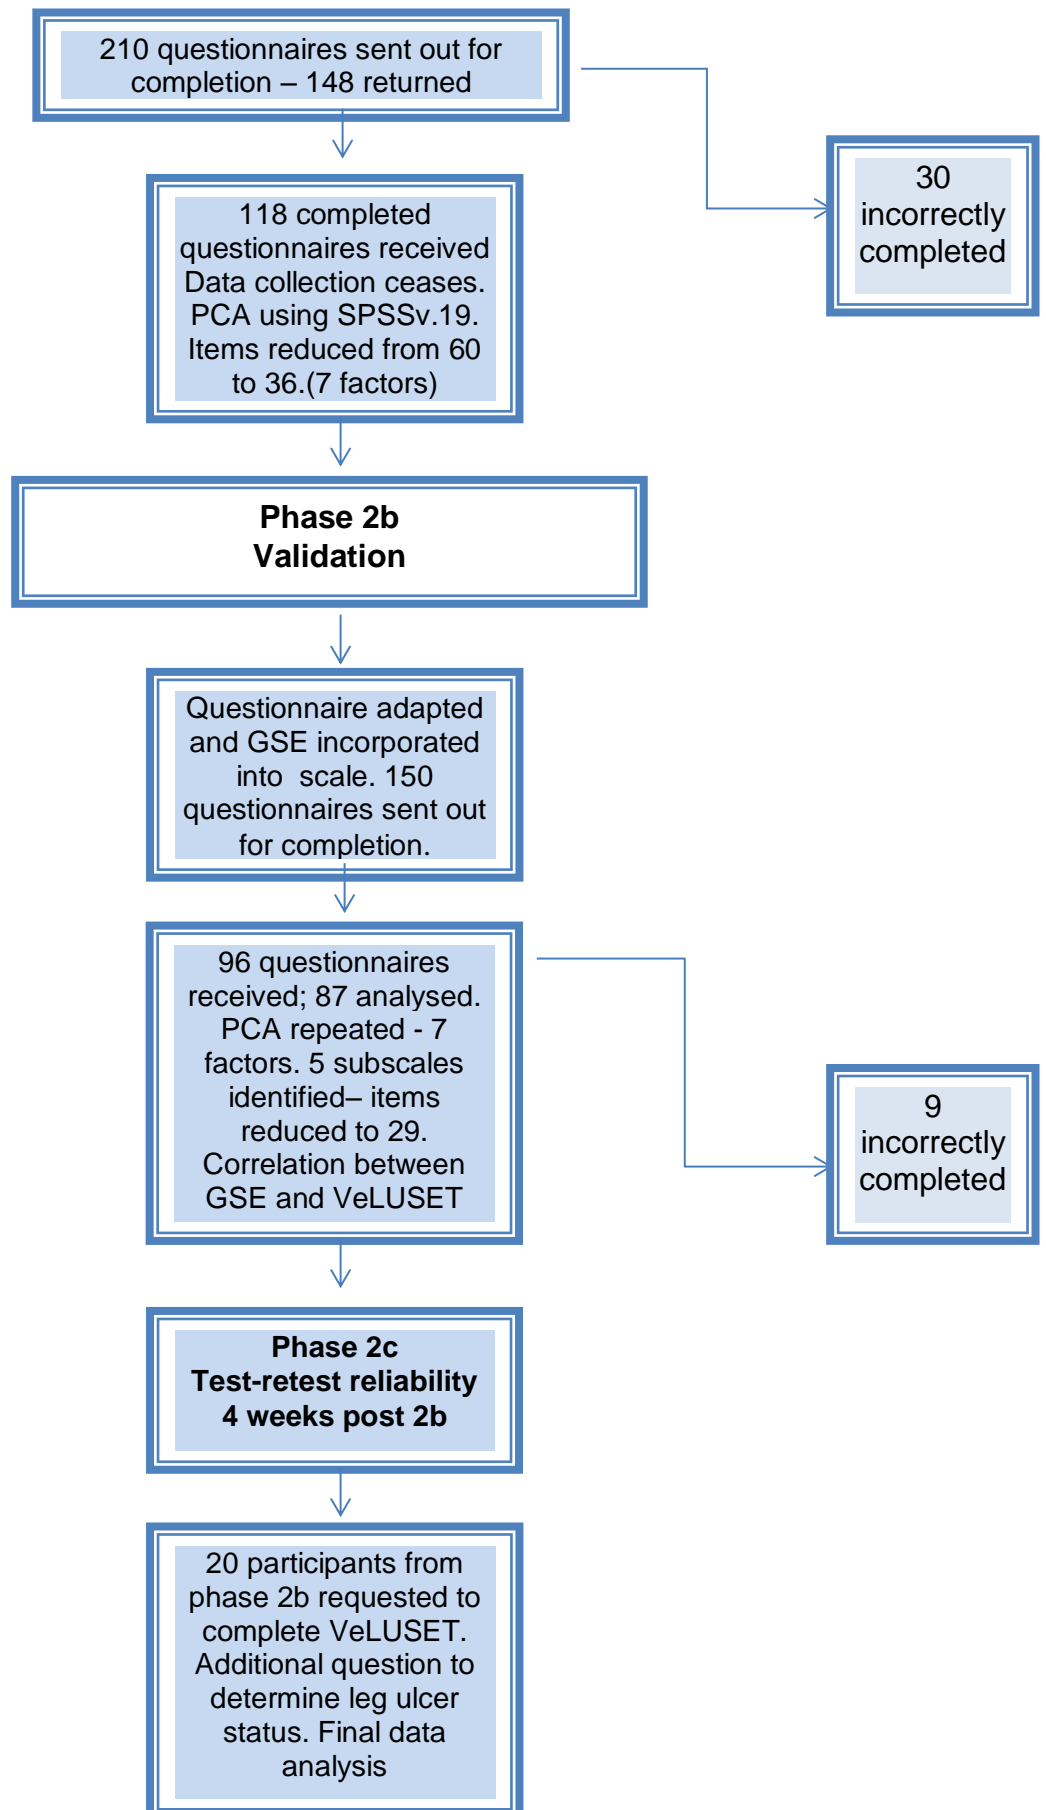 210 questionnaires sent out for
completion – 148 returned
30
incorrectly
completed
118 completed
questionnaires received
Data collection ceases.
PCA using SPSSv.19.
Items reduced from 60
to 36.(7 factors)
Phase 2b
Validation
Questionnaire adapted
and GSE incorporated
into scale. 150
questionnaires sent out
for completion.
96 questionnaires
received; 87 analysed.
PCA repeated - 7
factors. 5 subscales
identified– items
reduced to 29.
Correlation between
GSE and VeLUSET
9
incorrectly
completed
Phase 2c
Test-retest reliability
4 weeks post 2b
20 participants from
phase 2b requested to
complete VeLUSET.
Additional question to
determine leg ulcer
status. Final data
analysis